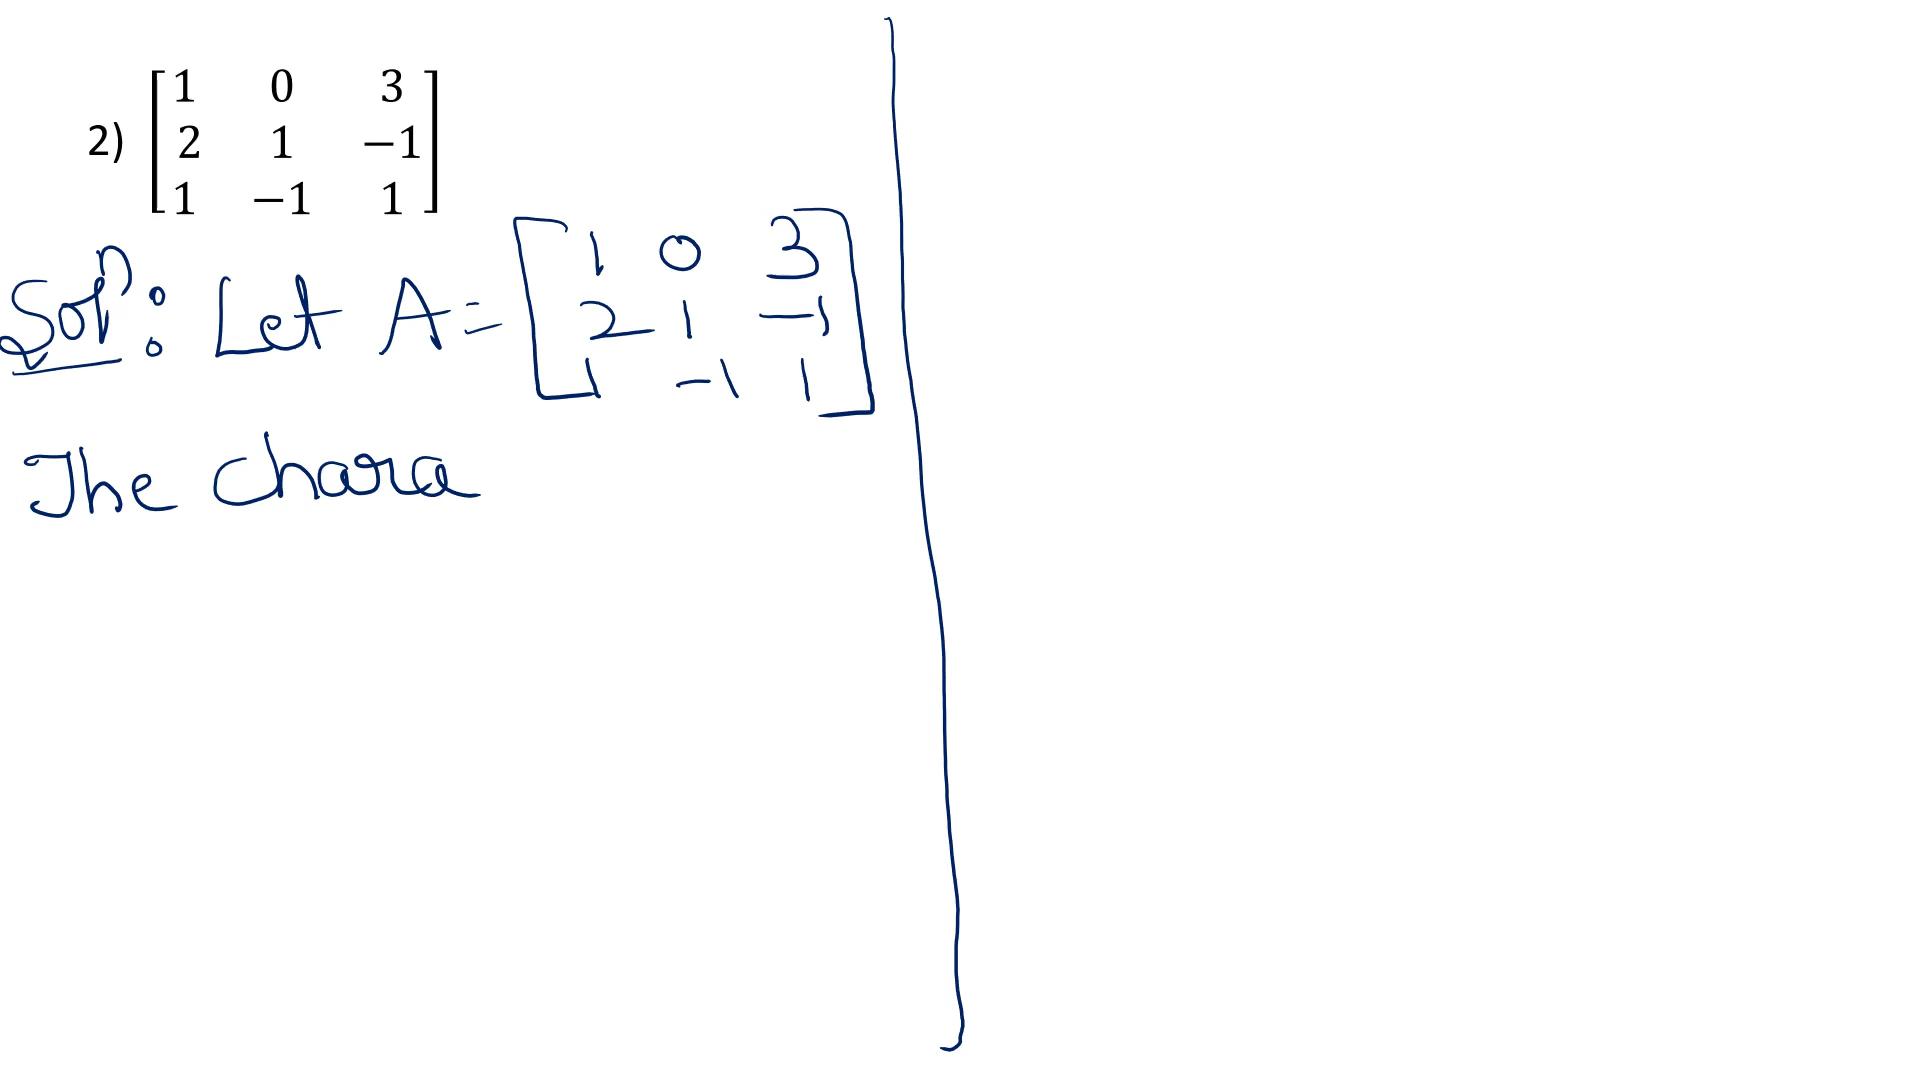 2) [1 0 3
2 1 −1
1 −1 1]
Solⁿ: Let A = [1 0 3
2 1 −1
1 −1 1]
The chara